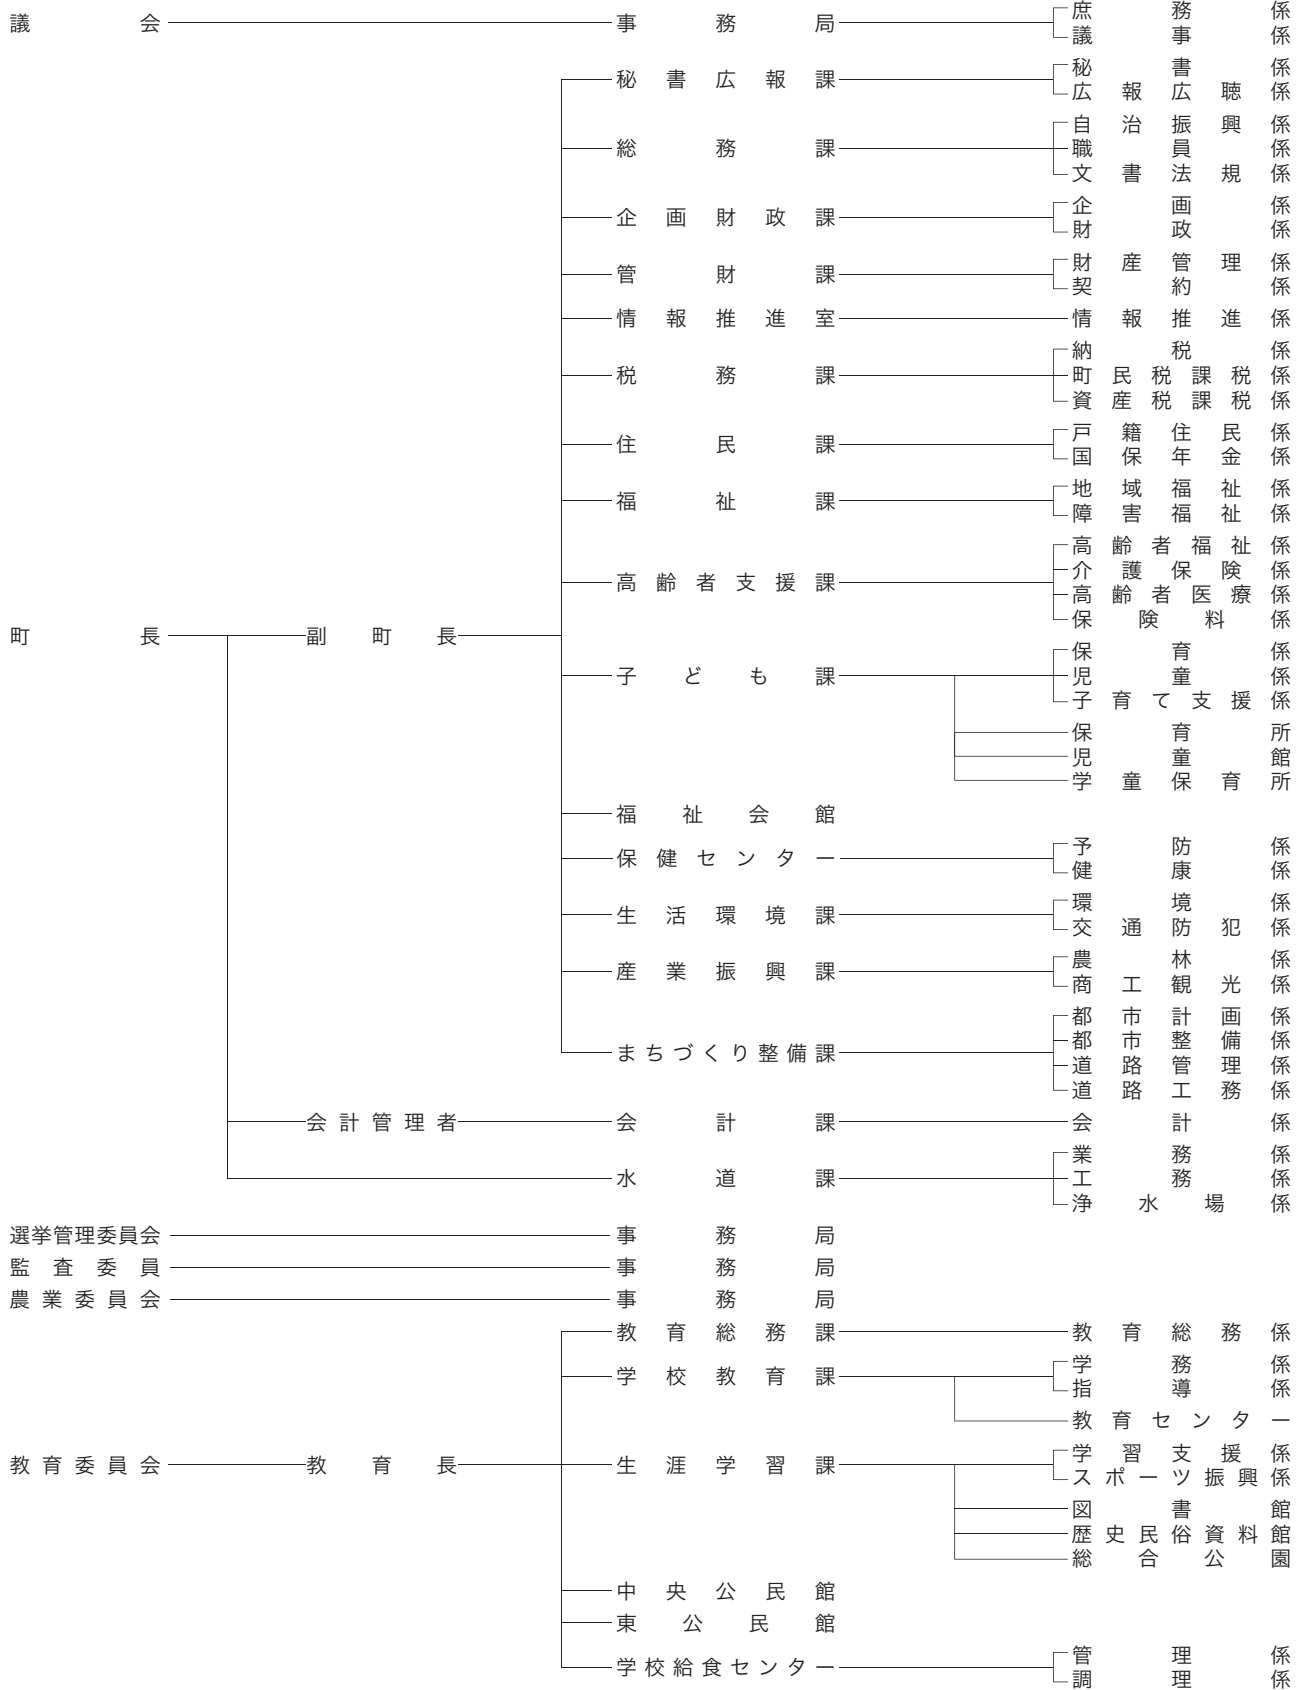 議会 事務局 庶務係
議事係
秘書広報課 秘書係
広報広聴係
自治振興係
総務課 職員係
文書法規係
企画財政課 企画係
財政係
管財課 財産管理係
契約係
情報推進室 情報推進係
納税係
税務課 町民税課税係
資産税課税係
住民課 戸籍住民係
国保年金係
福祉課 地域福祉係
障害福祉係
高齢者福祉係
高齢者支援課 介護保険係
高齢者医療係
保険料係
町長 副町長
保育係
子ども課 児童係
子育て支援係
保育所
児童館
学童保育所
福祉会館
保健センター 予防係
健康係
生活環境課 環境係
交通防犯係
産業振興課 農林係
商工観光係
都市計画係
まちづくり整備課 都市整備係
道路管理係
道路工務係
会計管理者 会計課 会計係
業務係
水道課 工務係
浄水場係
選挙管理委員会 事務局
監査委員 事務局
農業委員会 事務局
教育総務課 教育総務係
学校教育課 学務係
指導係
教育センター
教育委員会 教育長 生涯学習課 学習支援係
スポーツ振興係
図書館
歴史民俗資料館
総合公園
中央公民館
東公民館
学校給食センター 管理係
調理係